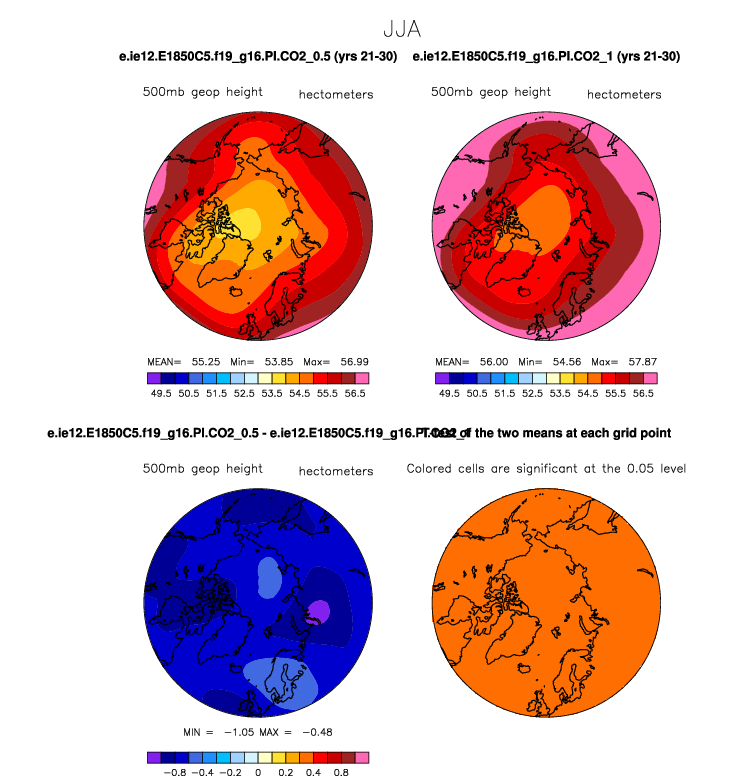 JJA
e.ie12.E1850C5.f19_g16.PI.CO2_0.5 (yrs 21-30) e.ie12.E1850C5.f19_g16.PI.CO2_1 (yrs 21-30)
500mb geop height hectometers 500mb geop height hectometers
MEAN= 55.25 Min= 53.85 Max= 56.99 MEAN= 56.00 Min= 54.56 Max= 57.87
49.5 50.5 51.5 52.5 53.5 54.5 55.5 56.5 49.5 50.5 51.5 52.5 53.5 54.5 55.5 56.5
e.ie12.E1850C5.f19_g16.PI.CO2_0.5 - e.ie12.E1850C5.f19_g16.PI.CO2_1 T-test of the two means at each grid point
500mb geop height hectometers Colored cells are significant at the 0.05 level
MIN = -1.05 MAX = -0.48
-0.8 -0.4 -0.2 0 0.2 0.4 0.8